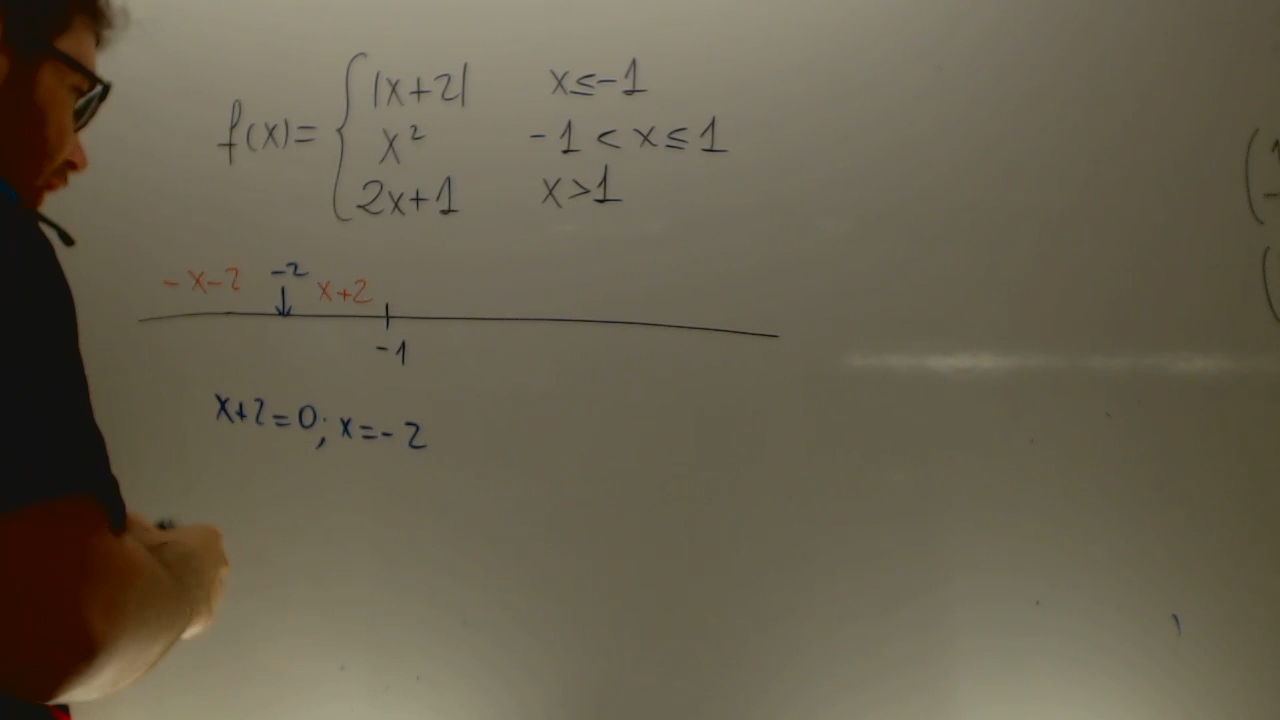 f(x)= { |x+2| x≤-1
x² -1 < x ≤ 1
2x+1 x>1
-x-2 -2 x+2
-1
x+2=0; x=-2